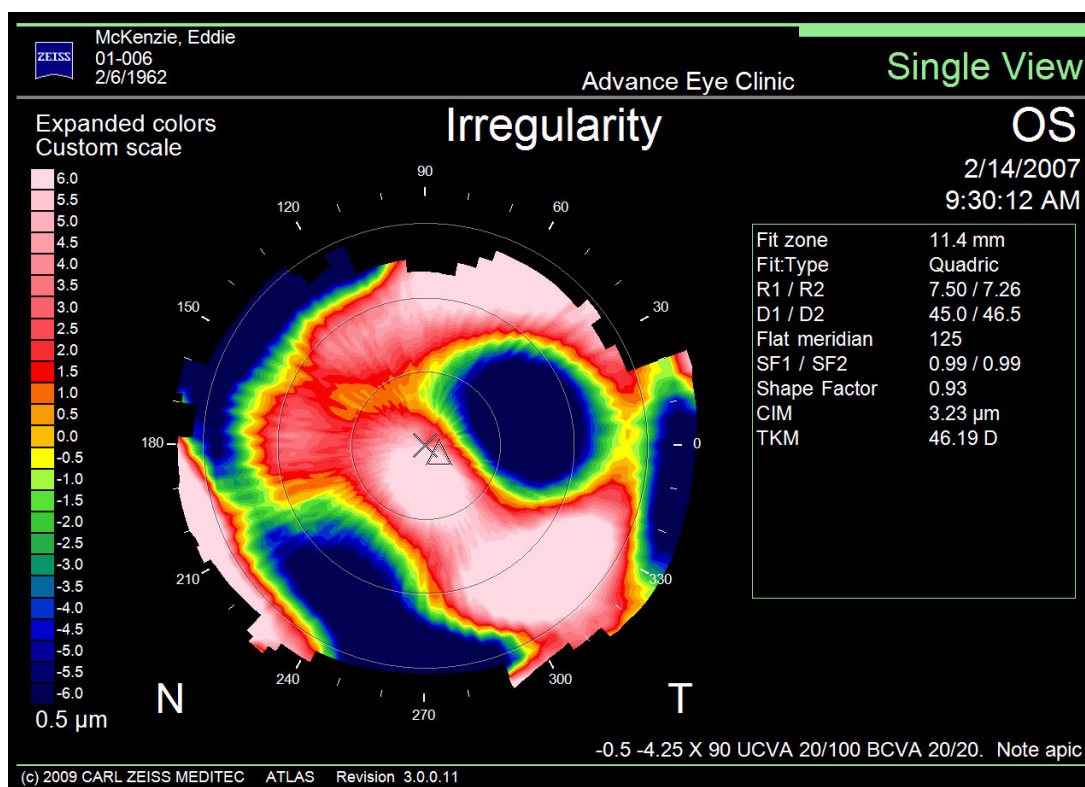 ZEISS
McKenzie, Eddie
01-006
2/6/1962
Advance Eye Clinic
Single View
Expanded colors
Custom scale
Irregularity
OS
2/14/2007
9:30:12 AM
6.0
5.5
5.0
4.5
4.0
3.5
3.0
2.5
2.0
1.5
1.0
0.5
0.0
-0.5
-1.0
-1.5
-2.0
-2.5
-3.0
-3.5
-4.0
-4.5
-5.0
-5.5
-6.0
0.5 µm
90
120
60
150
30
180
0
210
330
240
300
270
N
T
Fit zone 11.4 mm
Fit:Type Quadric
R1 / R2 7.50 / 7.26
D1 / D2 45.0 / 46.5
Flat meridian 125
SF1 / SF2 0.99 / 0.99
Shape Factor 0.93
CIM 3.23 µm
TKM 46.19 D
-0.5 -4.25 X 90 UCVA 20/100 BCVA 20/20. Note apic
(c) 2009 CARL ZEISS MEDITEC ATLAS Revision 3.0.0.11